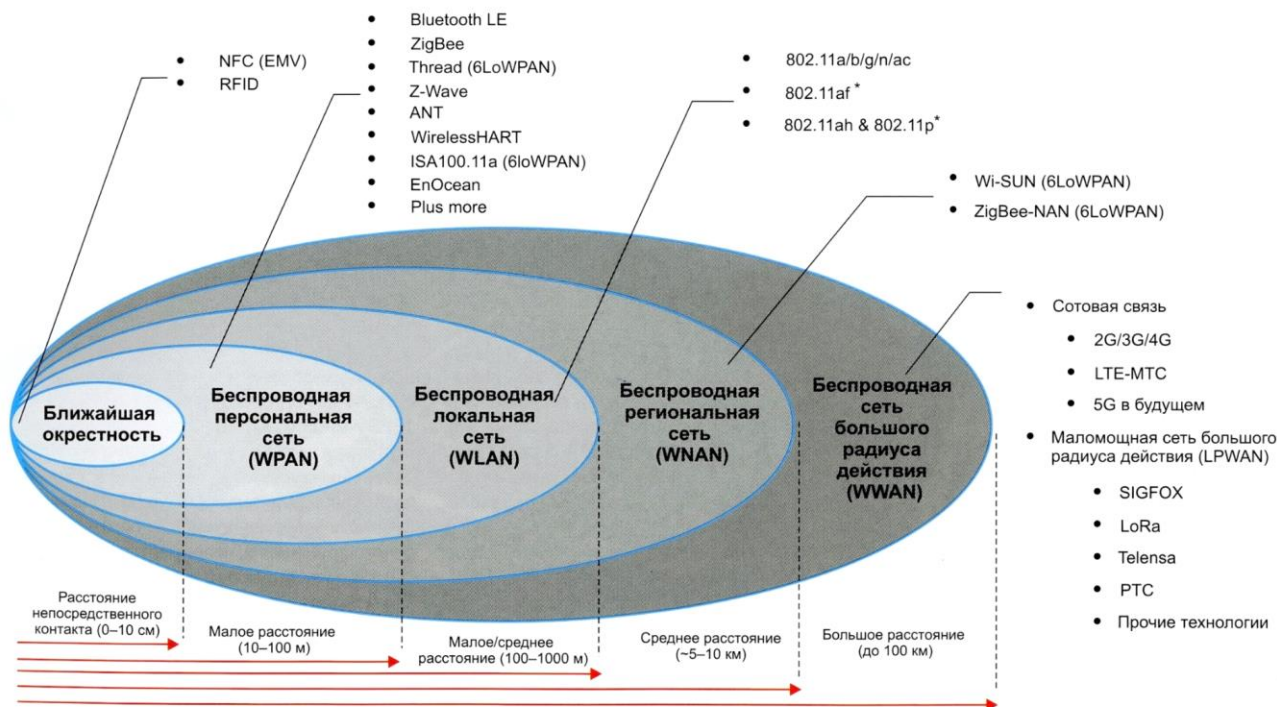 NFC (EMV)
RFID
Bluetooth LE
ZigBee
Thread (6LoWPAN)
Z-Wave
ANT
WirelessHART
ISA100.11a (6loWPAN)
EnOcean
Plus more
802.11a/b/g/n/ac
802.11af *
802.11ah & 802.11p*
Wi-SUN (6LoWPAN)
ZigBee-NAN (6LoWPAN)
Сотовая связь
2G/3G/4G
LTE-MTC
5G в будущем
Маломощная сеть большого
радиуса действия (LPWAN)
SIGFOX
LoRa
Telensa
PTC
Прочие технологии
Ближайшая
окрестность
Беспроводная
персональная
сеть
(WPAN)
Беспроводная
локальная
сеть
(WLAN)
Беспроводная
региональная
сеть
(WNAN)
Беспроводная
сеть
большого
радиуса
действия
(WWAN)
Расстояние
непосредственного
контакта (0–10 см)
Малое расстояние
(10–100 м)
Малое/среднее
расстояние (100–1000 м)
Среднее расстояние
(~5–10 км)
Большое расстояние
(до 100 км)